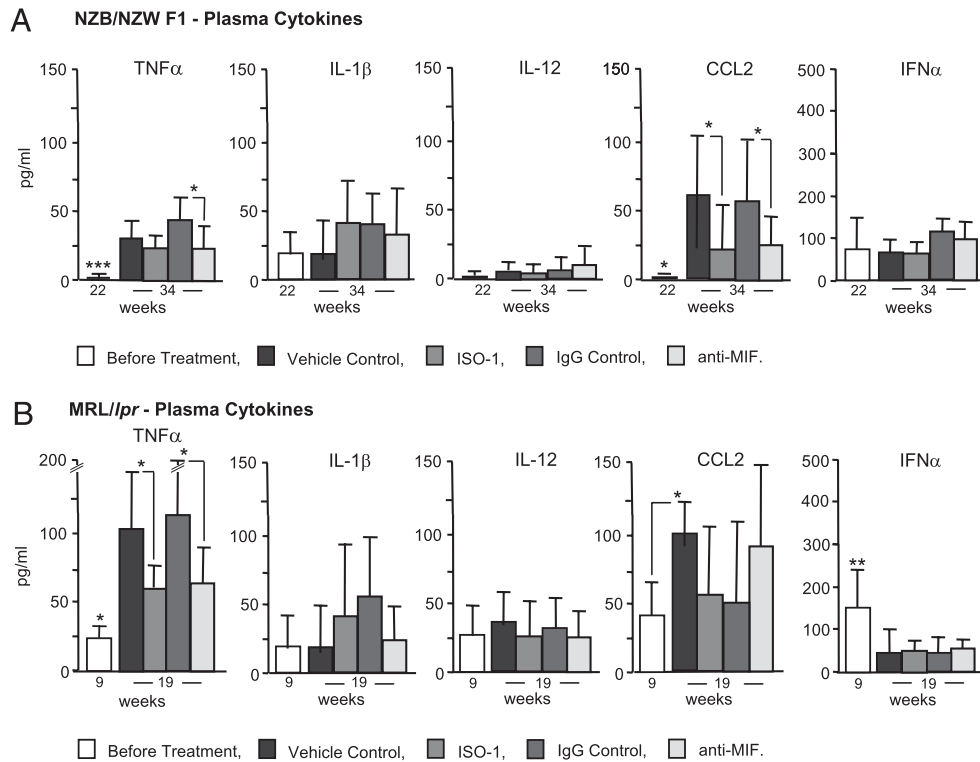 A NZB/NZW F1 - Plasma Cytokines
TNFα IL-1β IL-12 CCL2 IFNα
150 150 150 150 500
400
100 100 100 100 300
pg/ml
50 50 50 50 200
100
0 0 0 0 0
* * *
*** *
22 34 22 34 22 34 22 34 22 34
weeks weeks weeks weeks weeks
Before Treatment, Vehicle Control, ISO-1, IgG Control, anti-MIF.
B MRL/lpr - Plasma Cytokines
TNFα IL-1β IL-12 CCL2 IFNα
200 150 150 150 500
400
100 100 100 100 300
pg/ml
50 50 50 50 200
100
0 0 0 0 0
* * * **
*
9 19 9 19 9 19 9 19 9 19
weeks weeks weeks weeks weeks
Before Treatment, Vehicle Control, ISO-1, IgG Control, anti-MIF.